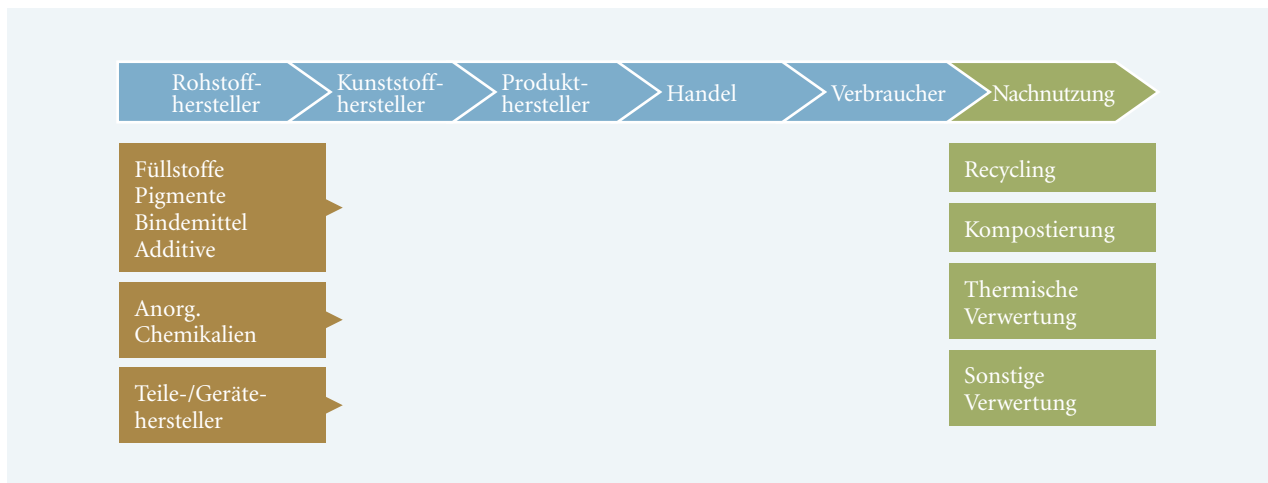 Rohstoff-
hersteller
Kunststoff-
hersteller
Produkt-
hersteller
Handel
Verbraucher
Nachnutzung
Füllstoffe
Pigmente
Bindemittel
Additive
Anorg.
Chemikalien
Teile-/Geräte-
hersteller
Recycling
Kompostierung
Thermische
Verwertung
Sonstige
Verwertung